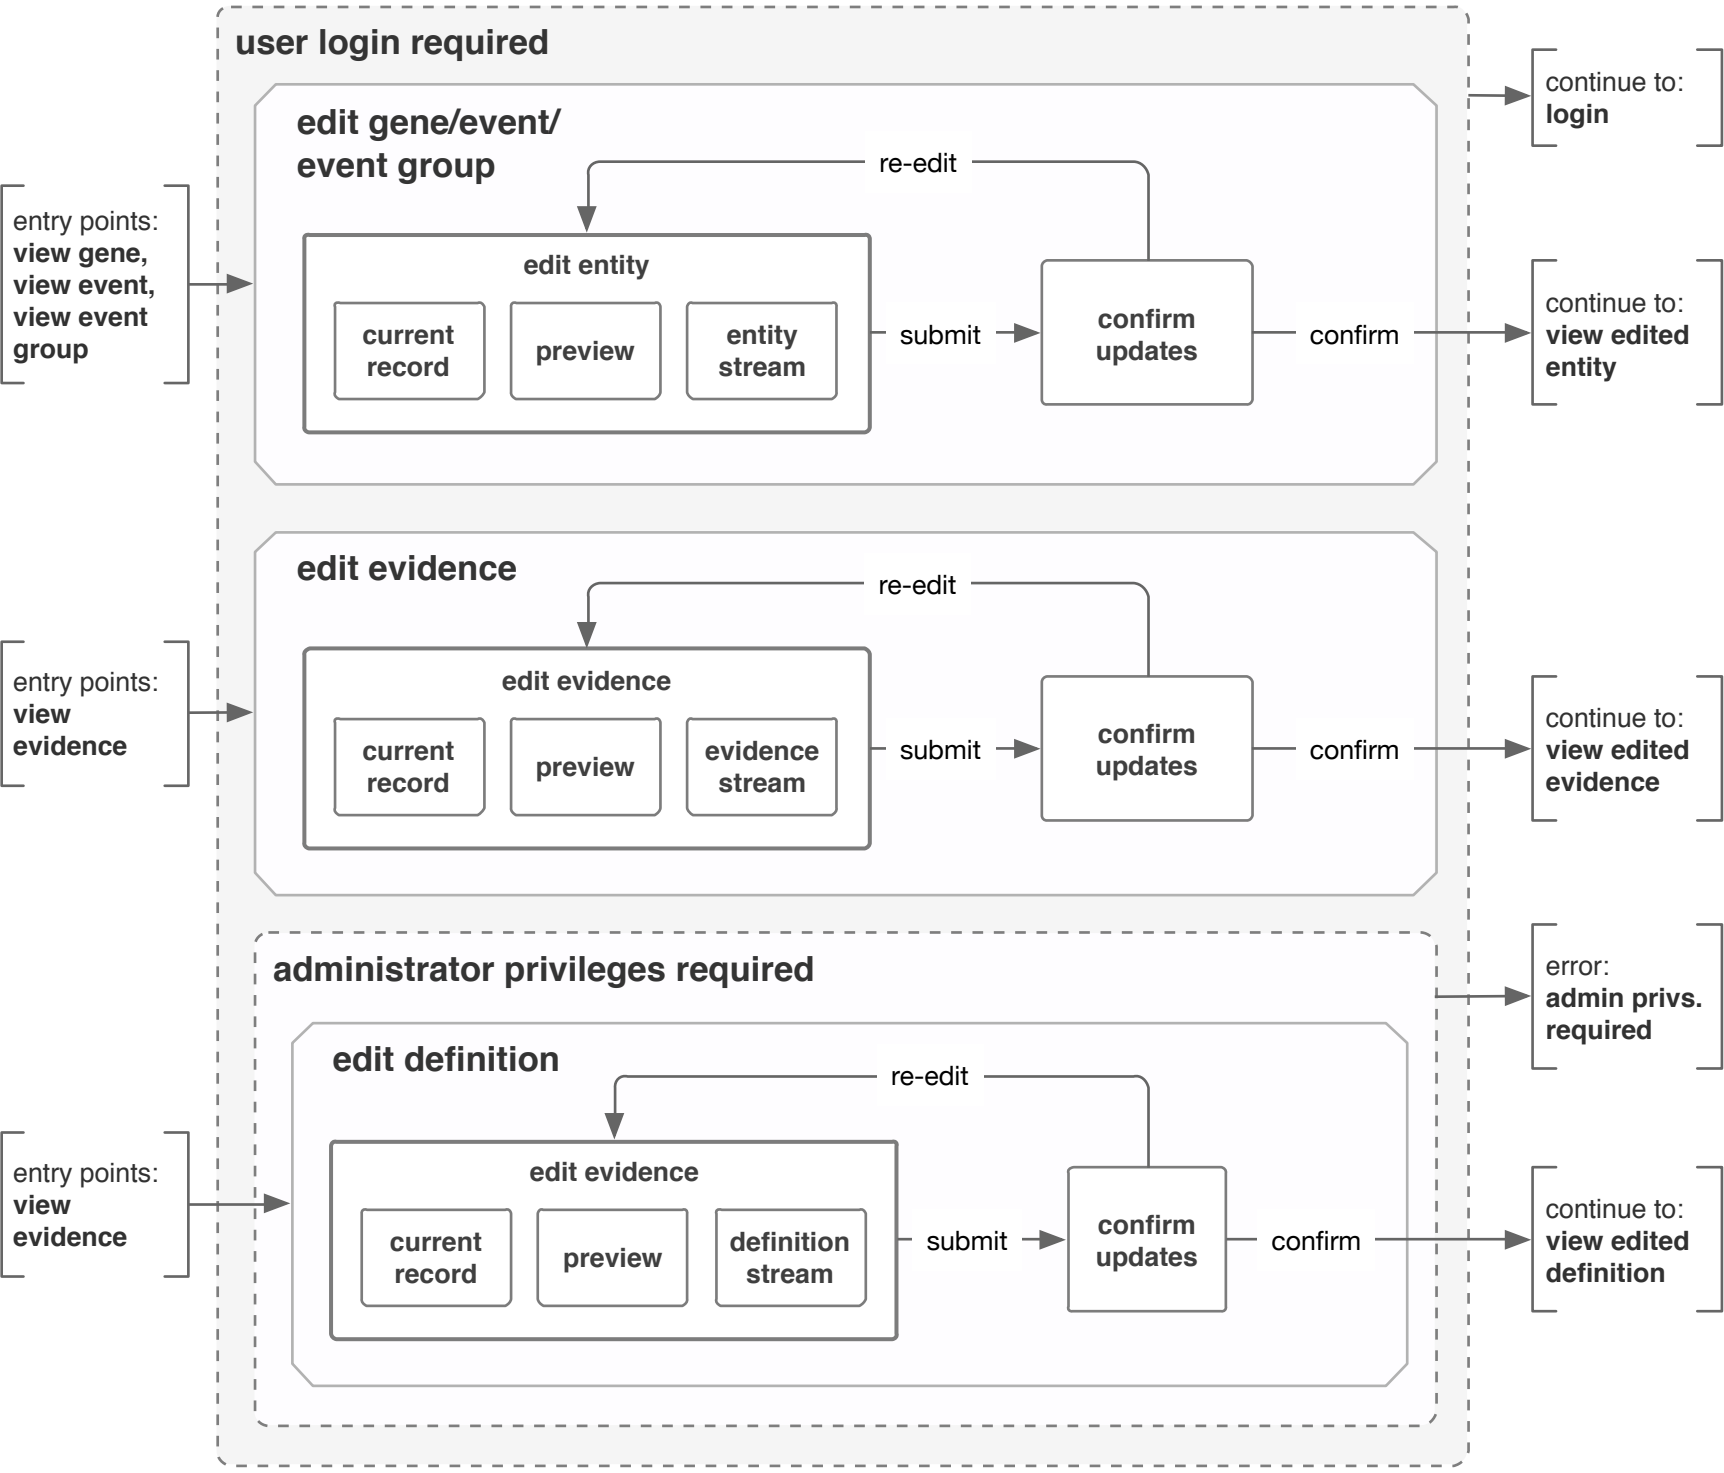 user login required
continue to:
login
edit gene/event/
event group
re-edit
entry points:
view gene,
view event,
view event
group
edit entity
current
record
preview
entity
stream
submit
confirm
updates
confirm
continue to:
view edited
entity
edit evidence
re-edit
entry points:
view
evidence
edit evidence
current
record
preview
evidence
stream
submit
confirm
updates
confirm
continue to:
view edited
evidence
administrator privileges required
error:
admin privs.
required
edit definition
re-edit
entry points:
view
evidence
edit evidence
current
record
preview
definition
stream
submit
confirm
updates
confirm
continue to:
view edited
definition